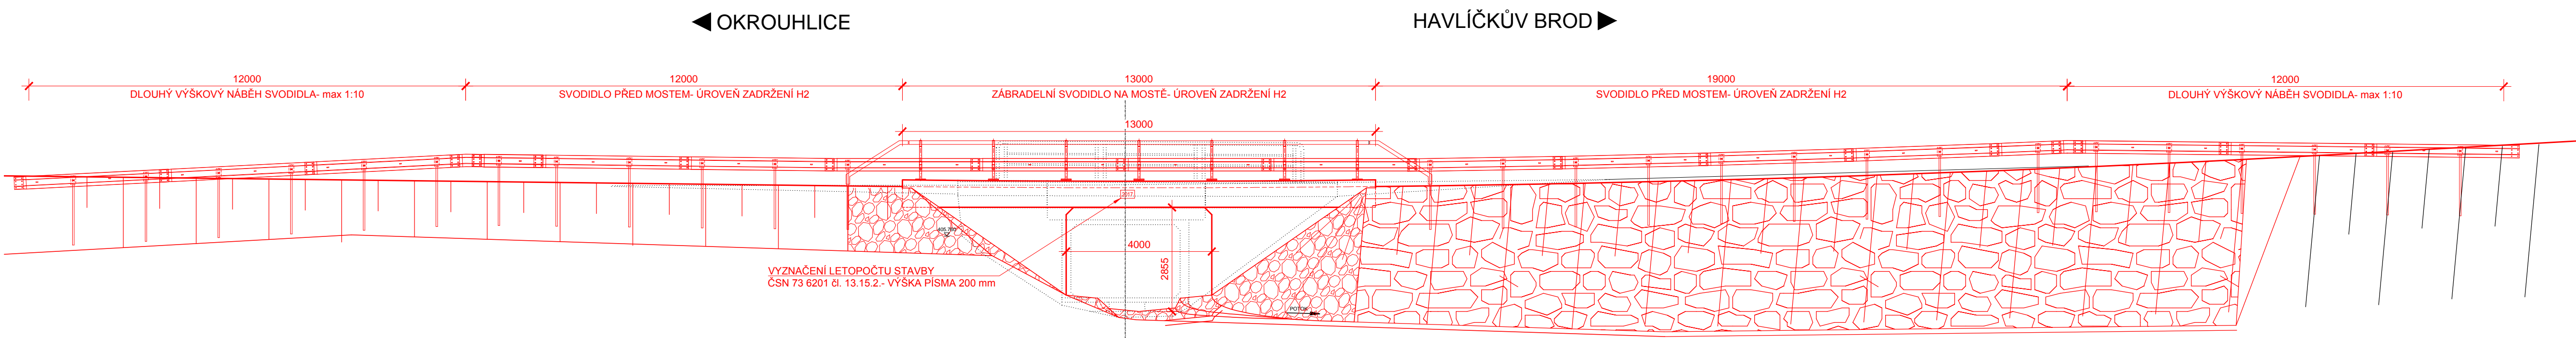 ◄ OKROUHLICE
HAVLÍČKŮV BROD ►
12000
12000
13000
19000
12000
DLOUHÝ VÝŠKOVÝ NÁBĚH SVODIDLA- max 1:10
SVODIDLO PŘED MOSTEM- ÚROVEŇ ZADRŽENÍ H2
ZÁBRADELNÍ SVODIDLO NA MOSTĚ- ÚROVEŇ ZADRŽENÍ H2
SVODIDLO PŘED MOSTEM- ÚROVEŇ ZADRŽENÍ H2
DLOUHÝ VÝŠKOVÝ NÁBĚH SVODIDLA- max 1:10
13000
2017
4000
2855
VYZNAČENÍ LETOPOČTU STAVBY
ČSN 73 6201 čl. 13.15.2.- VÝŠKA PÍSMA 200 mm
POTOK